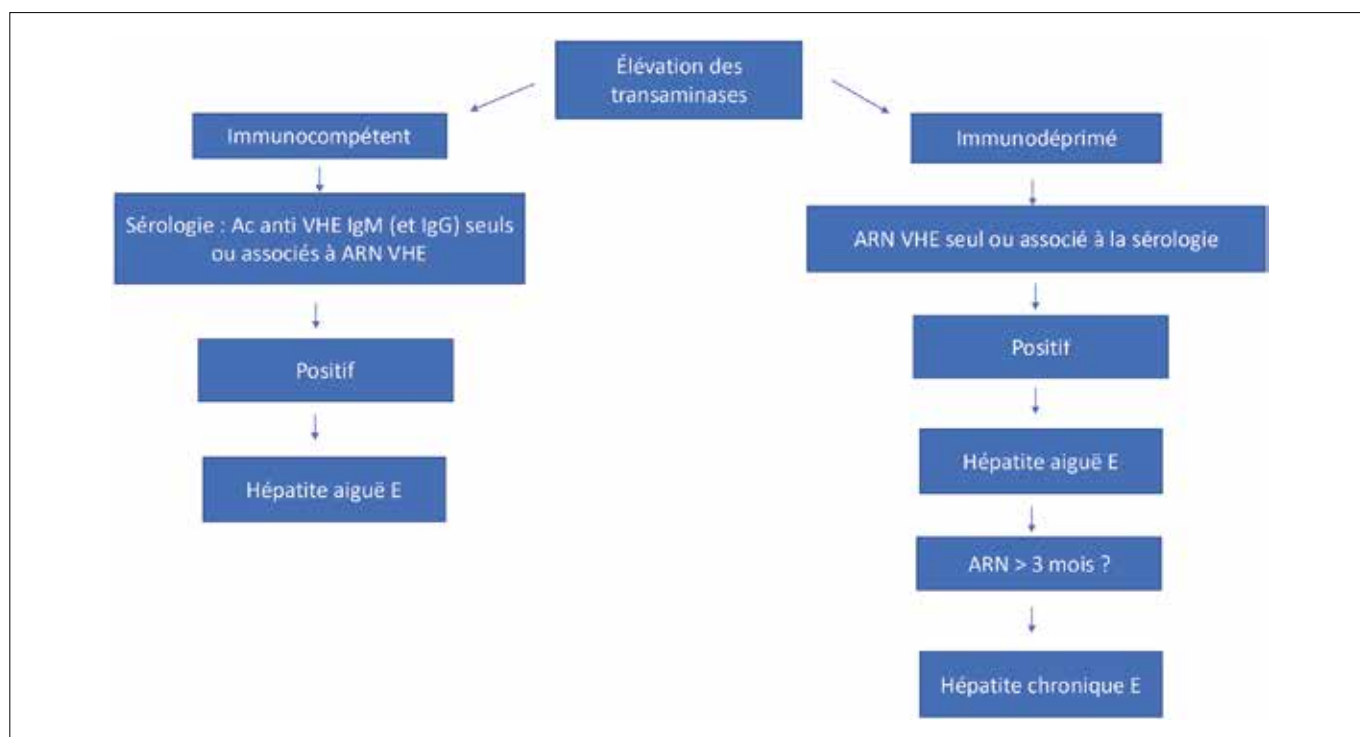 Élévation des
transaminases
Immunocompétent
Sérologie : Ac anti VHE IgM (et IgG) seuls
ou associés à ARN VHE
Positif
Hépatite aiguë E
Immunodéprimé
ARN VHE seul ou associé à la sérologie
Positif
Hépatite aiguë E
ARN > 3 mois ?
Hépatite chronique E